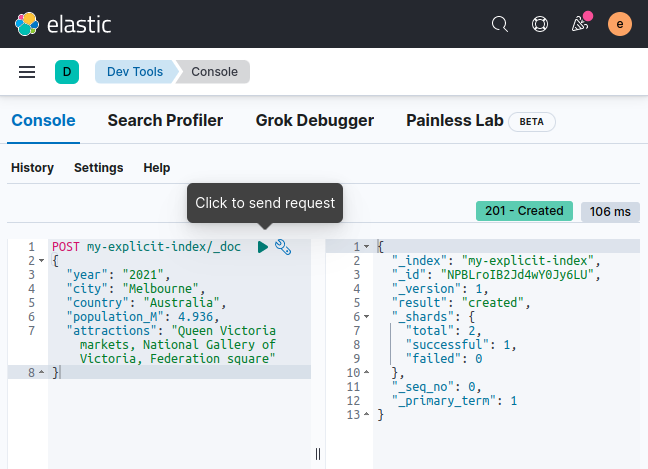 elastic
e
D
Dev Tools
Console
Console
Search Profiler
Grok Debugger
Painless Lab
BETA
History
Settings
Help
Click to send request
201 - Created
106 ms
1 POST my-explicit-index/_doc
2 {
3 "year": "2021",
4 "city": "Melbourne",
5 "country": "Australia",
6 "population_M": 4.936,
7 "attractions": "Queen Victoria
markets, National Gallery of
Victoria, Federation square"
8 }
1 {
2 "_index": "my-explicit-index",
3 "_id": "NPBLroIB2Jd4wY0Jy6LU",
4 "_version": 1,
5 "result": "created",
6 "_shards": {
7 "total": 2,
8 "successful": 1,
9 "failed": 0
10 },
11 "_seq_no": 0,
12 "_primary_term": 1
13 }